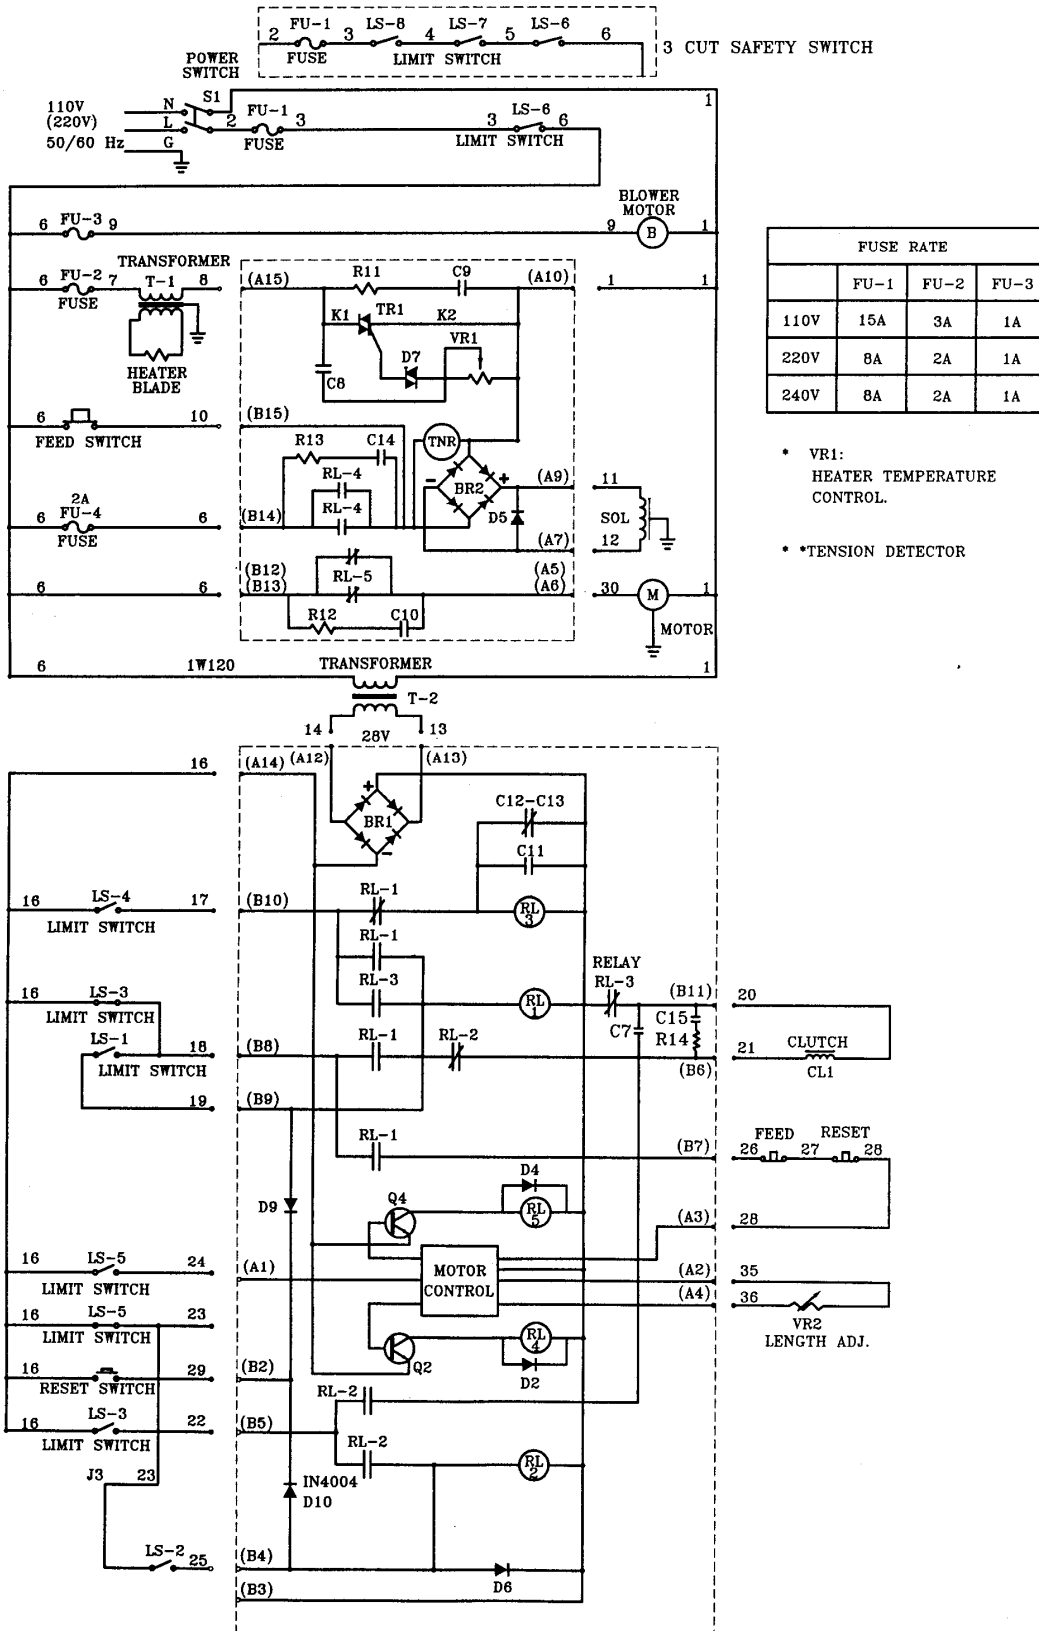 2 FU-1 3 LS-8 4 LS-7 5 LS-6 6
FUSE LIMIT SWITCH
3 CUT SAFETY SWITCH
POWER
SWITCH
110V
(220V)
50/60 Hz
N S1 1
L 2 FU-1 3 3 LS-6 6
G FUSE LIMIT SWITCH
BLOWER
MOTOR
6 FU-3 9 9 B 1
TRANSFORMER
6 FU-2 7 T-1 8 (A15) R11 C9 (A10) 1 1
FUSE
K1 TR1 K2
VR1
D7
C8
HEATER
BLADE
FUSE RATE
FU-1 FU-2 FU-3
110V 15A 3A 1A
220V 8A 2A 1A
240V 8A 2A 1A
6 10 (B15)
FEED SWITCH
TNR
R13 C14
RL-4
RL-4
- BR2 + (A9) 11
D5 SOL
2A
6 FU-4 6 (B14)
FUSE
(A7) 12
* VR1:
HEATER TEMPERATURE
CONTROL.
* *TENSION DETECTOR
(B12) (A5)
6 6 (B13) RL-5 (A6) 30 M 1
R12 C10
MOTOR
6 1W120 TRANSFORMER 1
T-2
14 28V 13
16 (A14) (A12) (A13)
+
BR1
-
C12-C13
C11
16 LS-4 17 (B10) RL-1 RL
3
LIMIT SWITCH
RL-1
RELAY
16 LS-3 RL-3 RL
1 RL-3 (B11) 20
LIMIT SWITCH
C7 C15
R14
LS-1 18 (B8) RL-1 RL-2 (B6) 21 CLUTCH
LIMIT SWITCH CL1
19 (B9)
RL-1 (B7) 26 FEED 27 RESET 28
D9
D4
Q4 RL
5
(A3) 28
16 LS-5 24 (A1) MOTOR
CONTROL (A2) 35
LIMIT SWITCH
(A4) 36
VR2
LENGTH ADJ.
16 LS-5 23
LIMIT SWITCH
Q2 RL
4
D2
16 29 (B2)
RESET SWITCH
RL-2
16 LS-3 22 (B5)
LIMIT SWITCH
RL-2 RL
2
J3 23
IN4004
D10
LS-2 25 (B4)
D6
(B3)